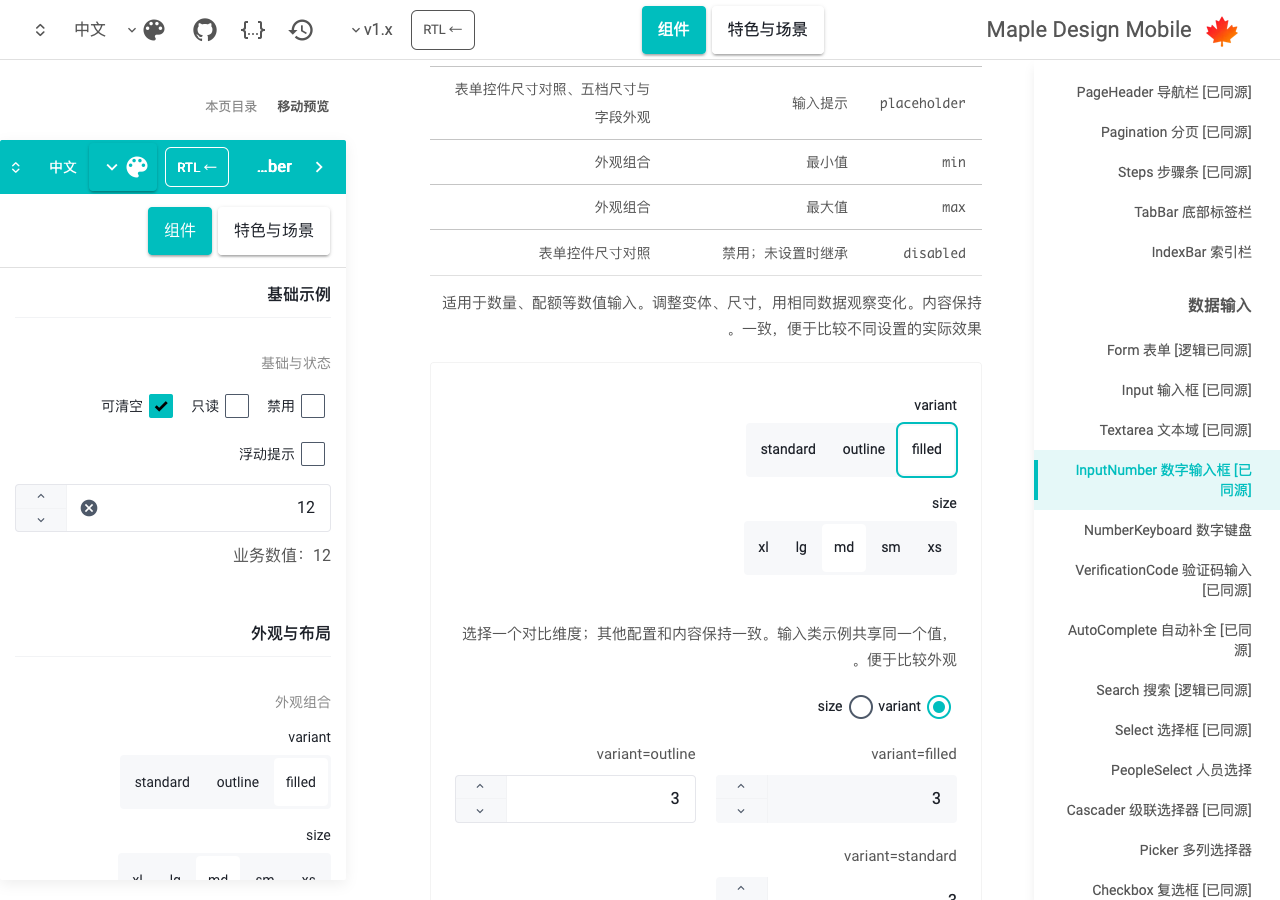 Maple Design Mobile
特色与场景
组件
RTL ←
v1.x
{..}
中文
PageHeader 导航栏 [已同源]
Pagination 分页 [已同源]
Steps 步骤条 [已同源]
TabBar 底部标签栏
IndexBar 索引栏
数据输入
Form 表单 [逻辑已同源]
Input 输入框 [已同源]
Textarea 文本域 [已同源]
InputNumber 数字输入框 [已
同源]
NumberKeyboard 数字键盘
VerificationCode 验证码输入
[已同源]
AutoComplete 自动补全 [已同
源]
Search 搜索 [逻辑已同源]
Select 选择框 [已同源]
PeopleSelect 人员选择
Cascader 级联选择器 [已同源]
Picker 多列选择器
Checkbox 复选框 [已同源]
placeholder 输入提示 表单控件尺寸对照、五档尺寸与
字段外观
min 最小值 外观组合
max 最大值 外观组合
disabled 禁用；未设置时继承 表单控件尺寸对照
适用于数量、配额等数值输入。调整变体、尺寸，用相同数据观察变化。内容保持
一致，便于比较不同设置的实际效果。
variant
standard outline filled
size
xl lg md sm xs
选择一个对比维度；其他配置和内容保持一致。输入类示例共享同一个值，
便于比较外观。
variant size
variant=filled
3
variant=outline
3
variant=standard
3
移动预览 本页目录
...ber
RTL ←
中文
特色与场景
组件
基础示例
基础与状态
禁用 只读 可清空
浮动提示
12
业务数值：12
外观与布局
外观组合
variant
standard outline filled
size
xl lg md sm xs